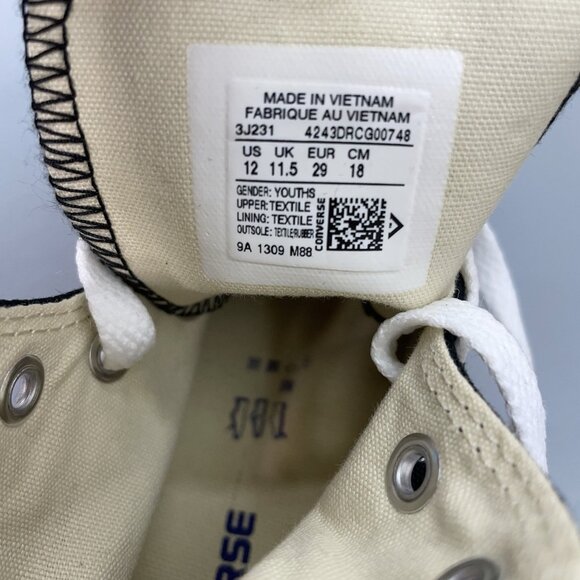 MADE IN VIETNAM
FABRIQUE AU VIETNAM
3J231 4243DRCG00748
US UK EUR CM
12 11.5 29 18
GENDER: YOUTHS
UPPER: TEXTILE
LINING: TEXTILE
OUTSOLE: TEXTILE/RUBBER
CONVERSE
9A 1309 M88
RSE